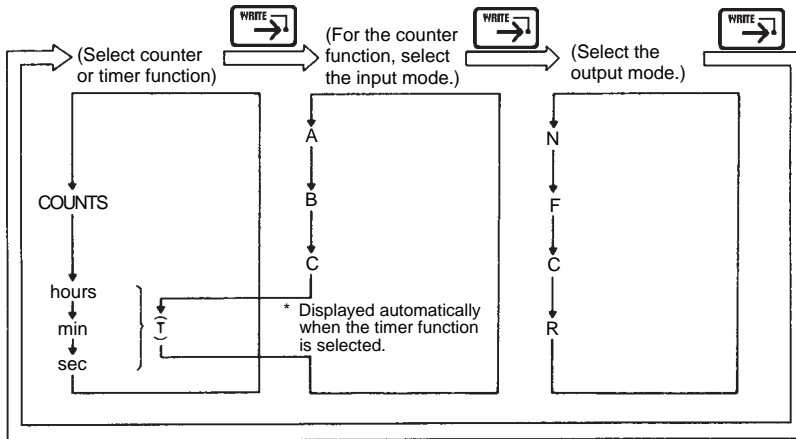 WRITE
WRITE
WRITE
(Select counter
or timer function)
(For the counter
function, select
the input mode.)
(Select the
output mode.)
COUNTS
hours
min
sec
(T)
A
B
C
* Displayed automatically
when the timer function
is selected.
N
F
C
R